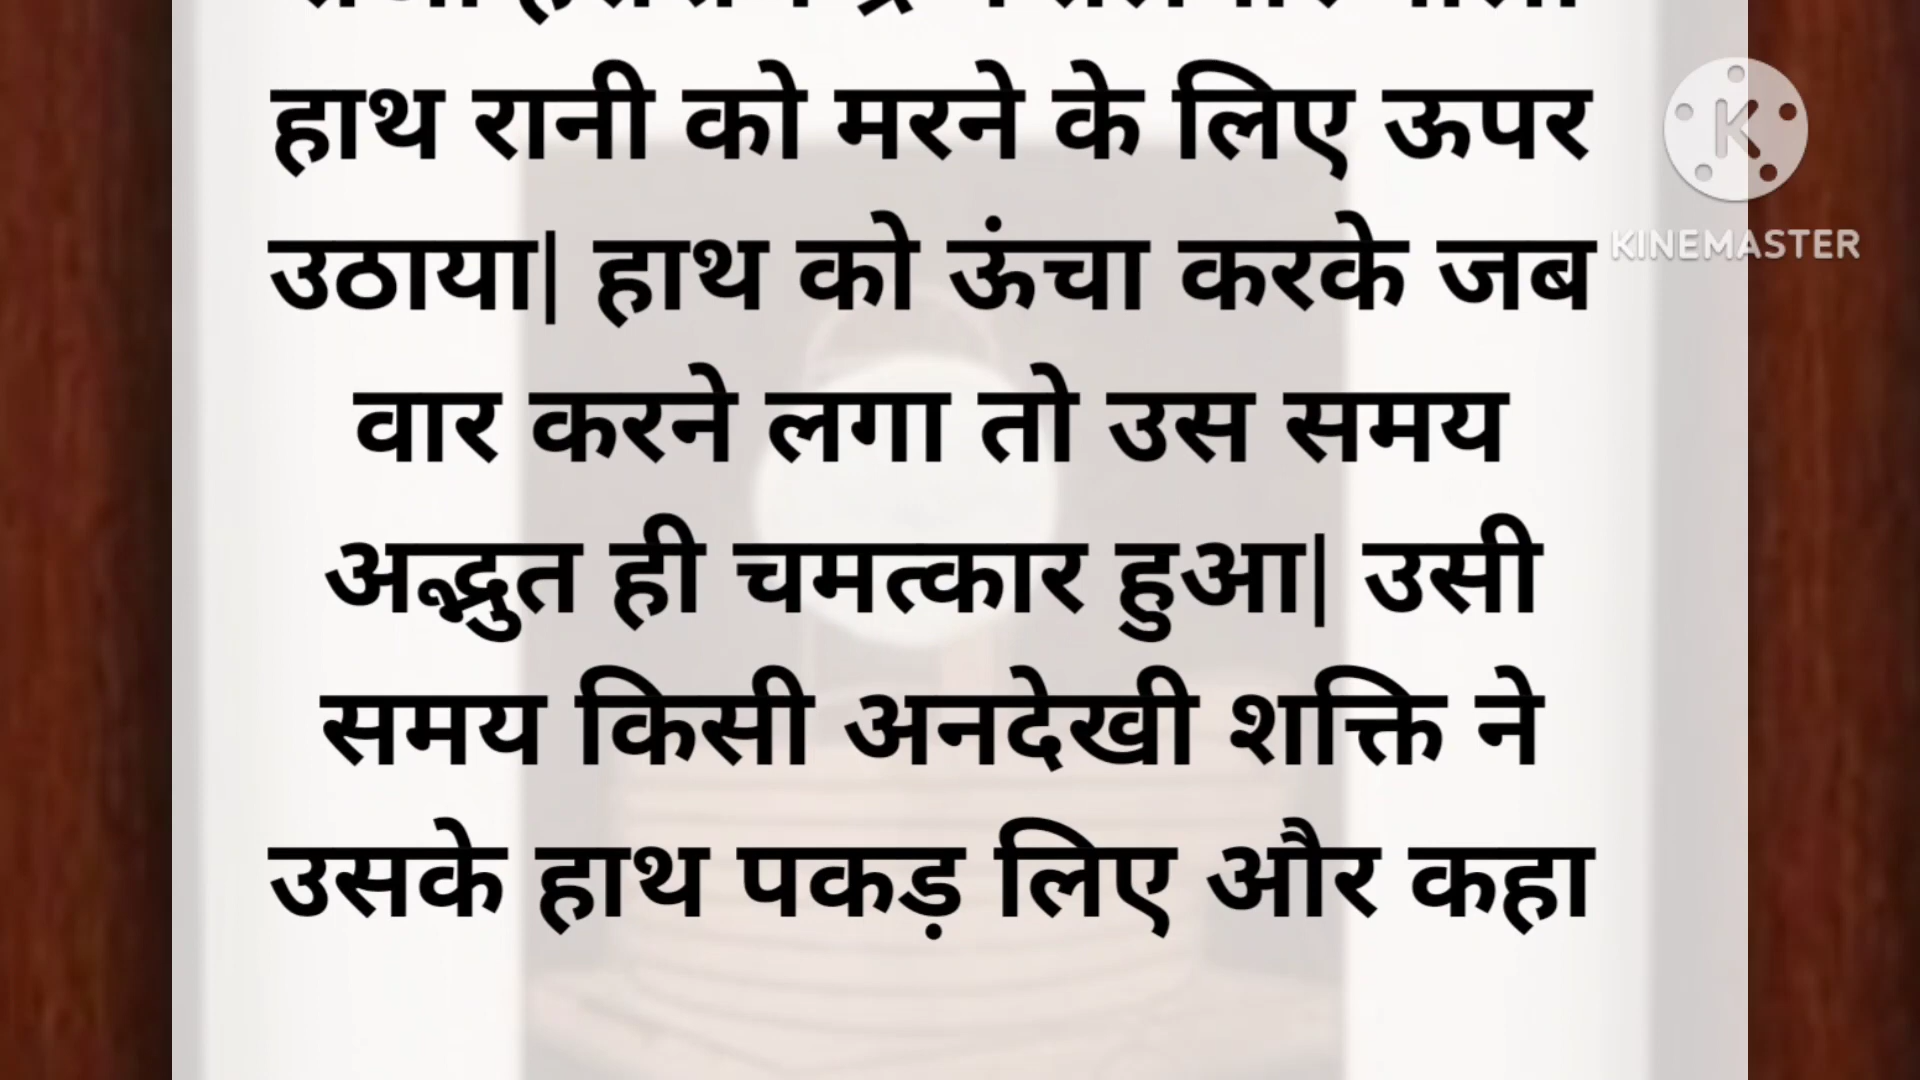 हाथ रानी को मरने के लिए ऊपर
उठाया| हाथ को ऊंचा करके जब
वार करने लगा तो उस समय
अद्भुत ही चमत्कार हुआ| उसी
समय किसी अनदेखी शक्ति ने
उसके हाथ पकड़ लिए और कहा
KINEMASTER